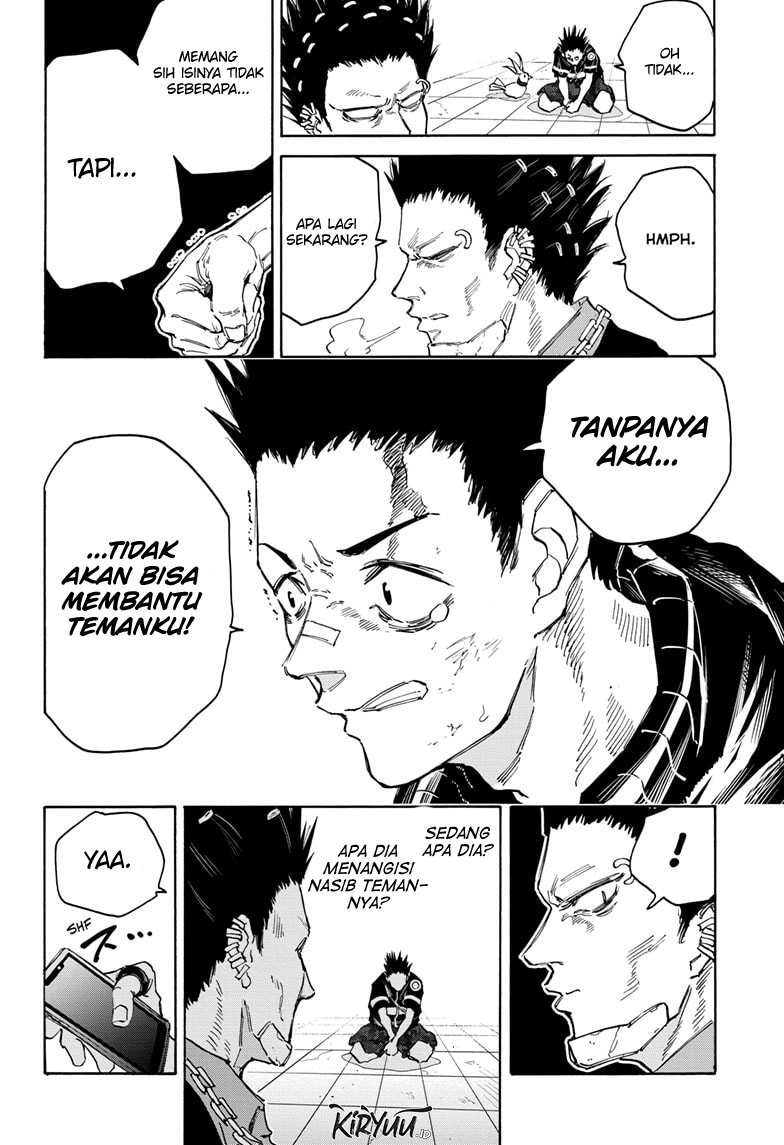 OH
TIDAK...
HMPH.
APA LAGI
SEKARANG?
MEMANG
SIH ISINYA TIDAK
SEBERAPA...
TAPI...
TANPANYA
AKU...
...TIDAK
AKAN BISA
MEMBANTU
TEMANKU!
!
SEDANG
APA DIA?
APA DIA
MENANGISI
NASIB TEMAN-
NYA?
YAA.
SHF
ス...
KIRYUU.ID